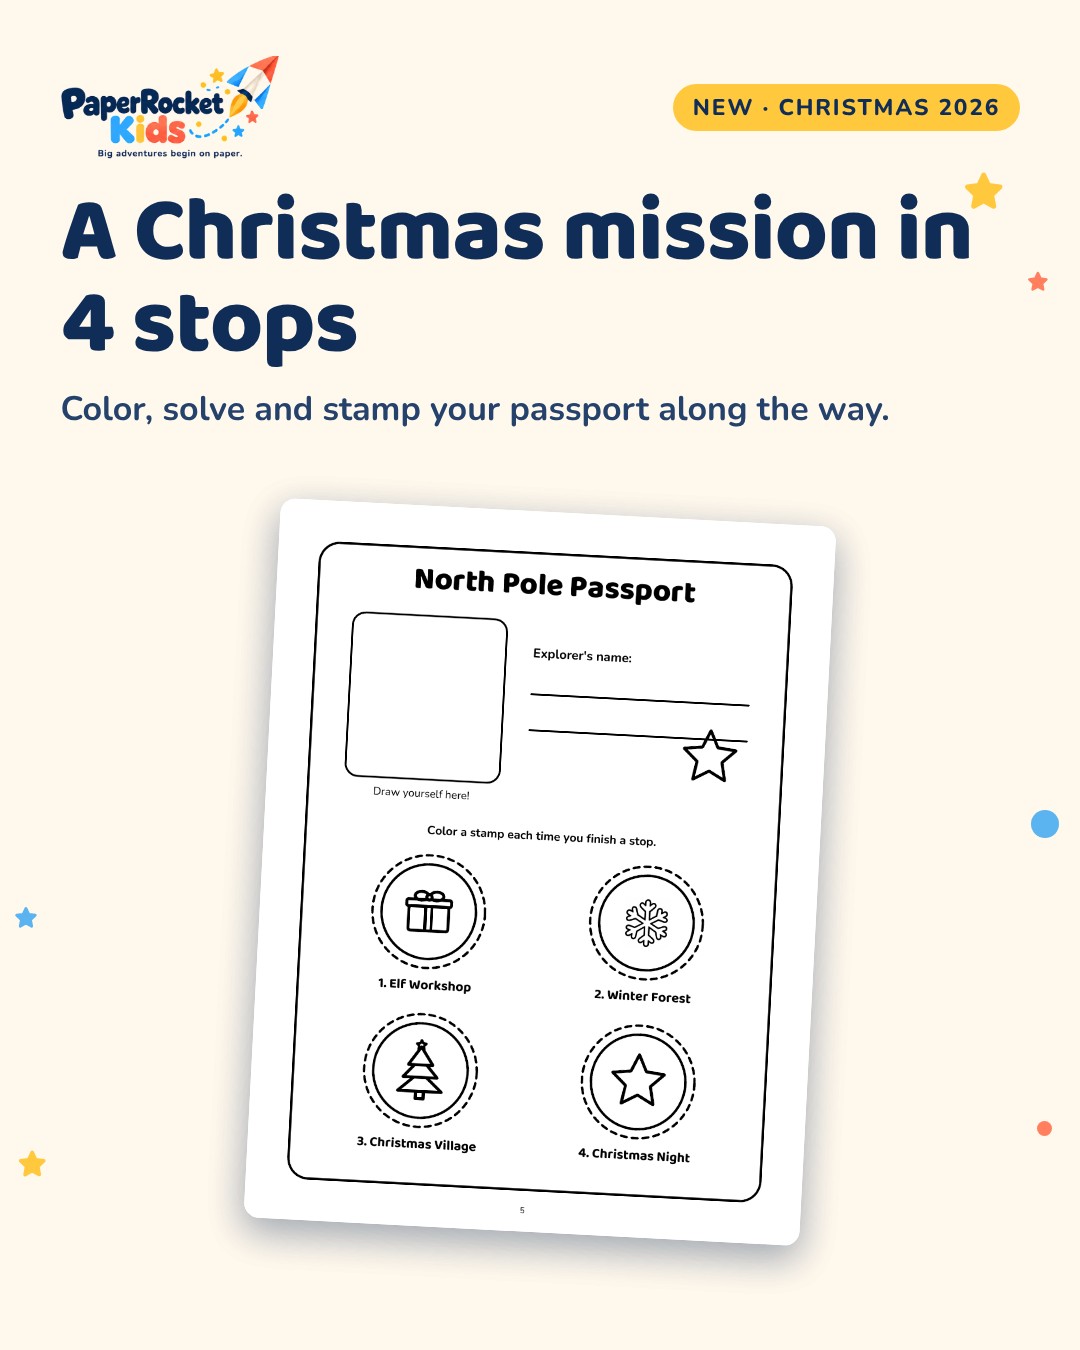 PaperRocket
Kids
Big adventures begin on paper.
NEW · CHRISTMAS 2026
A Christmas mission in
4 stops
Color, solve and stamp your passport along the way.
North Pole Passport
Explorer's name:
Draw yourself here!
Color a stamp each time you finish a stop.
1. Elf Workshop
2. Winter Forest
3. Christmas Village
4. Christmas Night
5